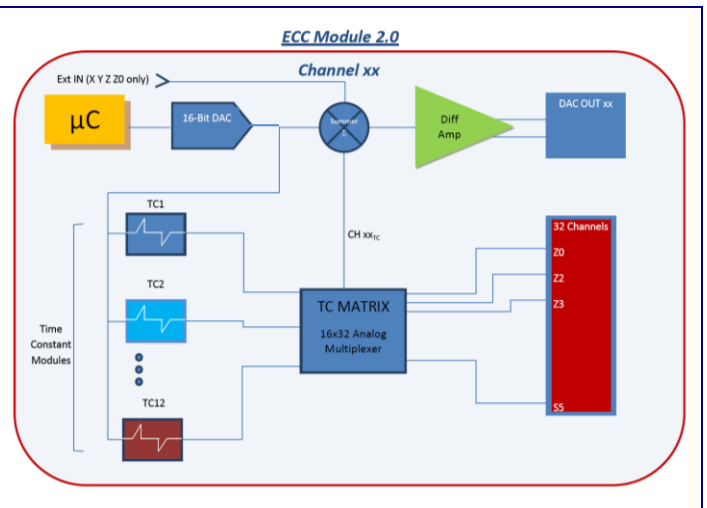 ECC Module 2.0
Channel xx
Ext IN (X Y Z Z0 only)
µC
16-Bit DAC
Summer
Σ
Diff
Amp
DAC OUT xx
TC1
CH xx_TC
32 Channels
Z0
Z2
Z3
S5
TC2
TC MATRIX
16x32 Analog
Multiplexer
Time
Constant
Modules
TC12